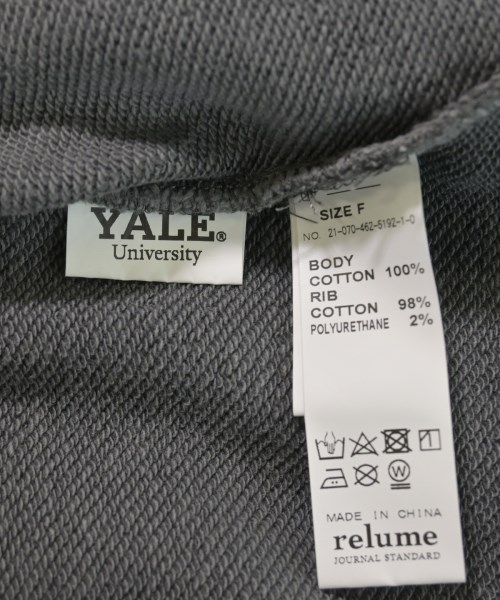 YALE®
University
SIZE F
NO. 21-070-462-5192-1-0
BODY
COTTON 100%
RIB
COTTON 98%
POLYURETHANE 2%
W
MADE IN CHINA
relume
JOURNAL STANDARD